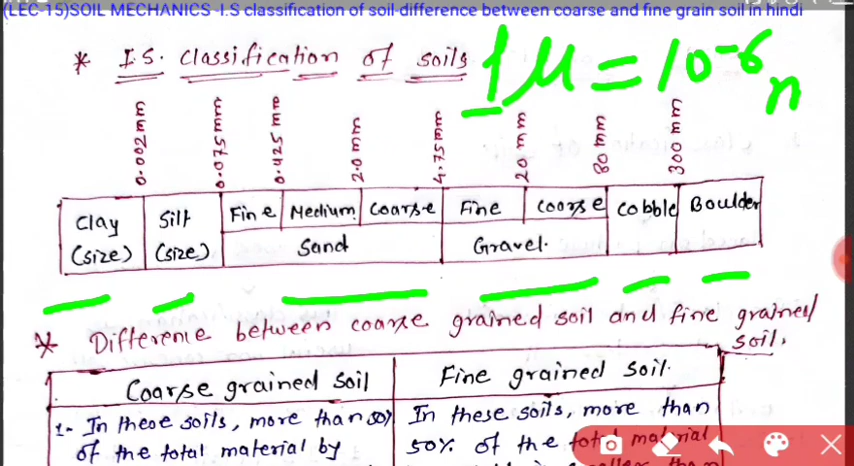 (LEC-15)SOIL MECHANICS -I.S classification of soil-difference between coarse and fine grain soil in hindi
* I.S. Classification of soils
1μ = 10-6 n
0.002 mm 0.075 mm 0.425 mm 2.0 mm 4.75 mm 20 mm 80 mm 300 mm
Clay (size) Silt (size) Fine Medium Coarse Fine coarse Cobble Boulder
Sand Gravel.
* Difference between coarse grained soil and fine grained soil.
Coarse grained soil Fine grained soil.
1- In these soils, more than 50% In these soils, more than
of the total material by 50% of the total material